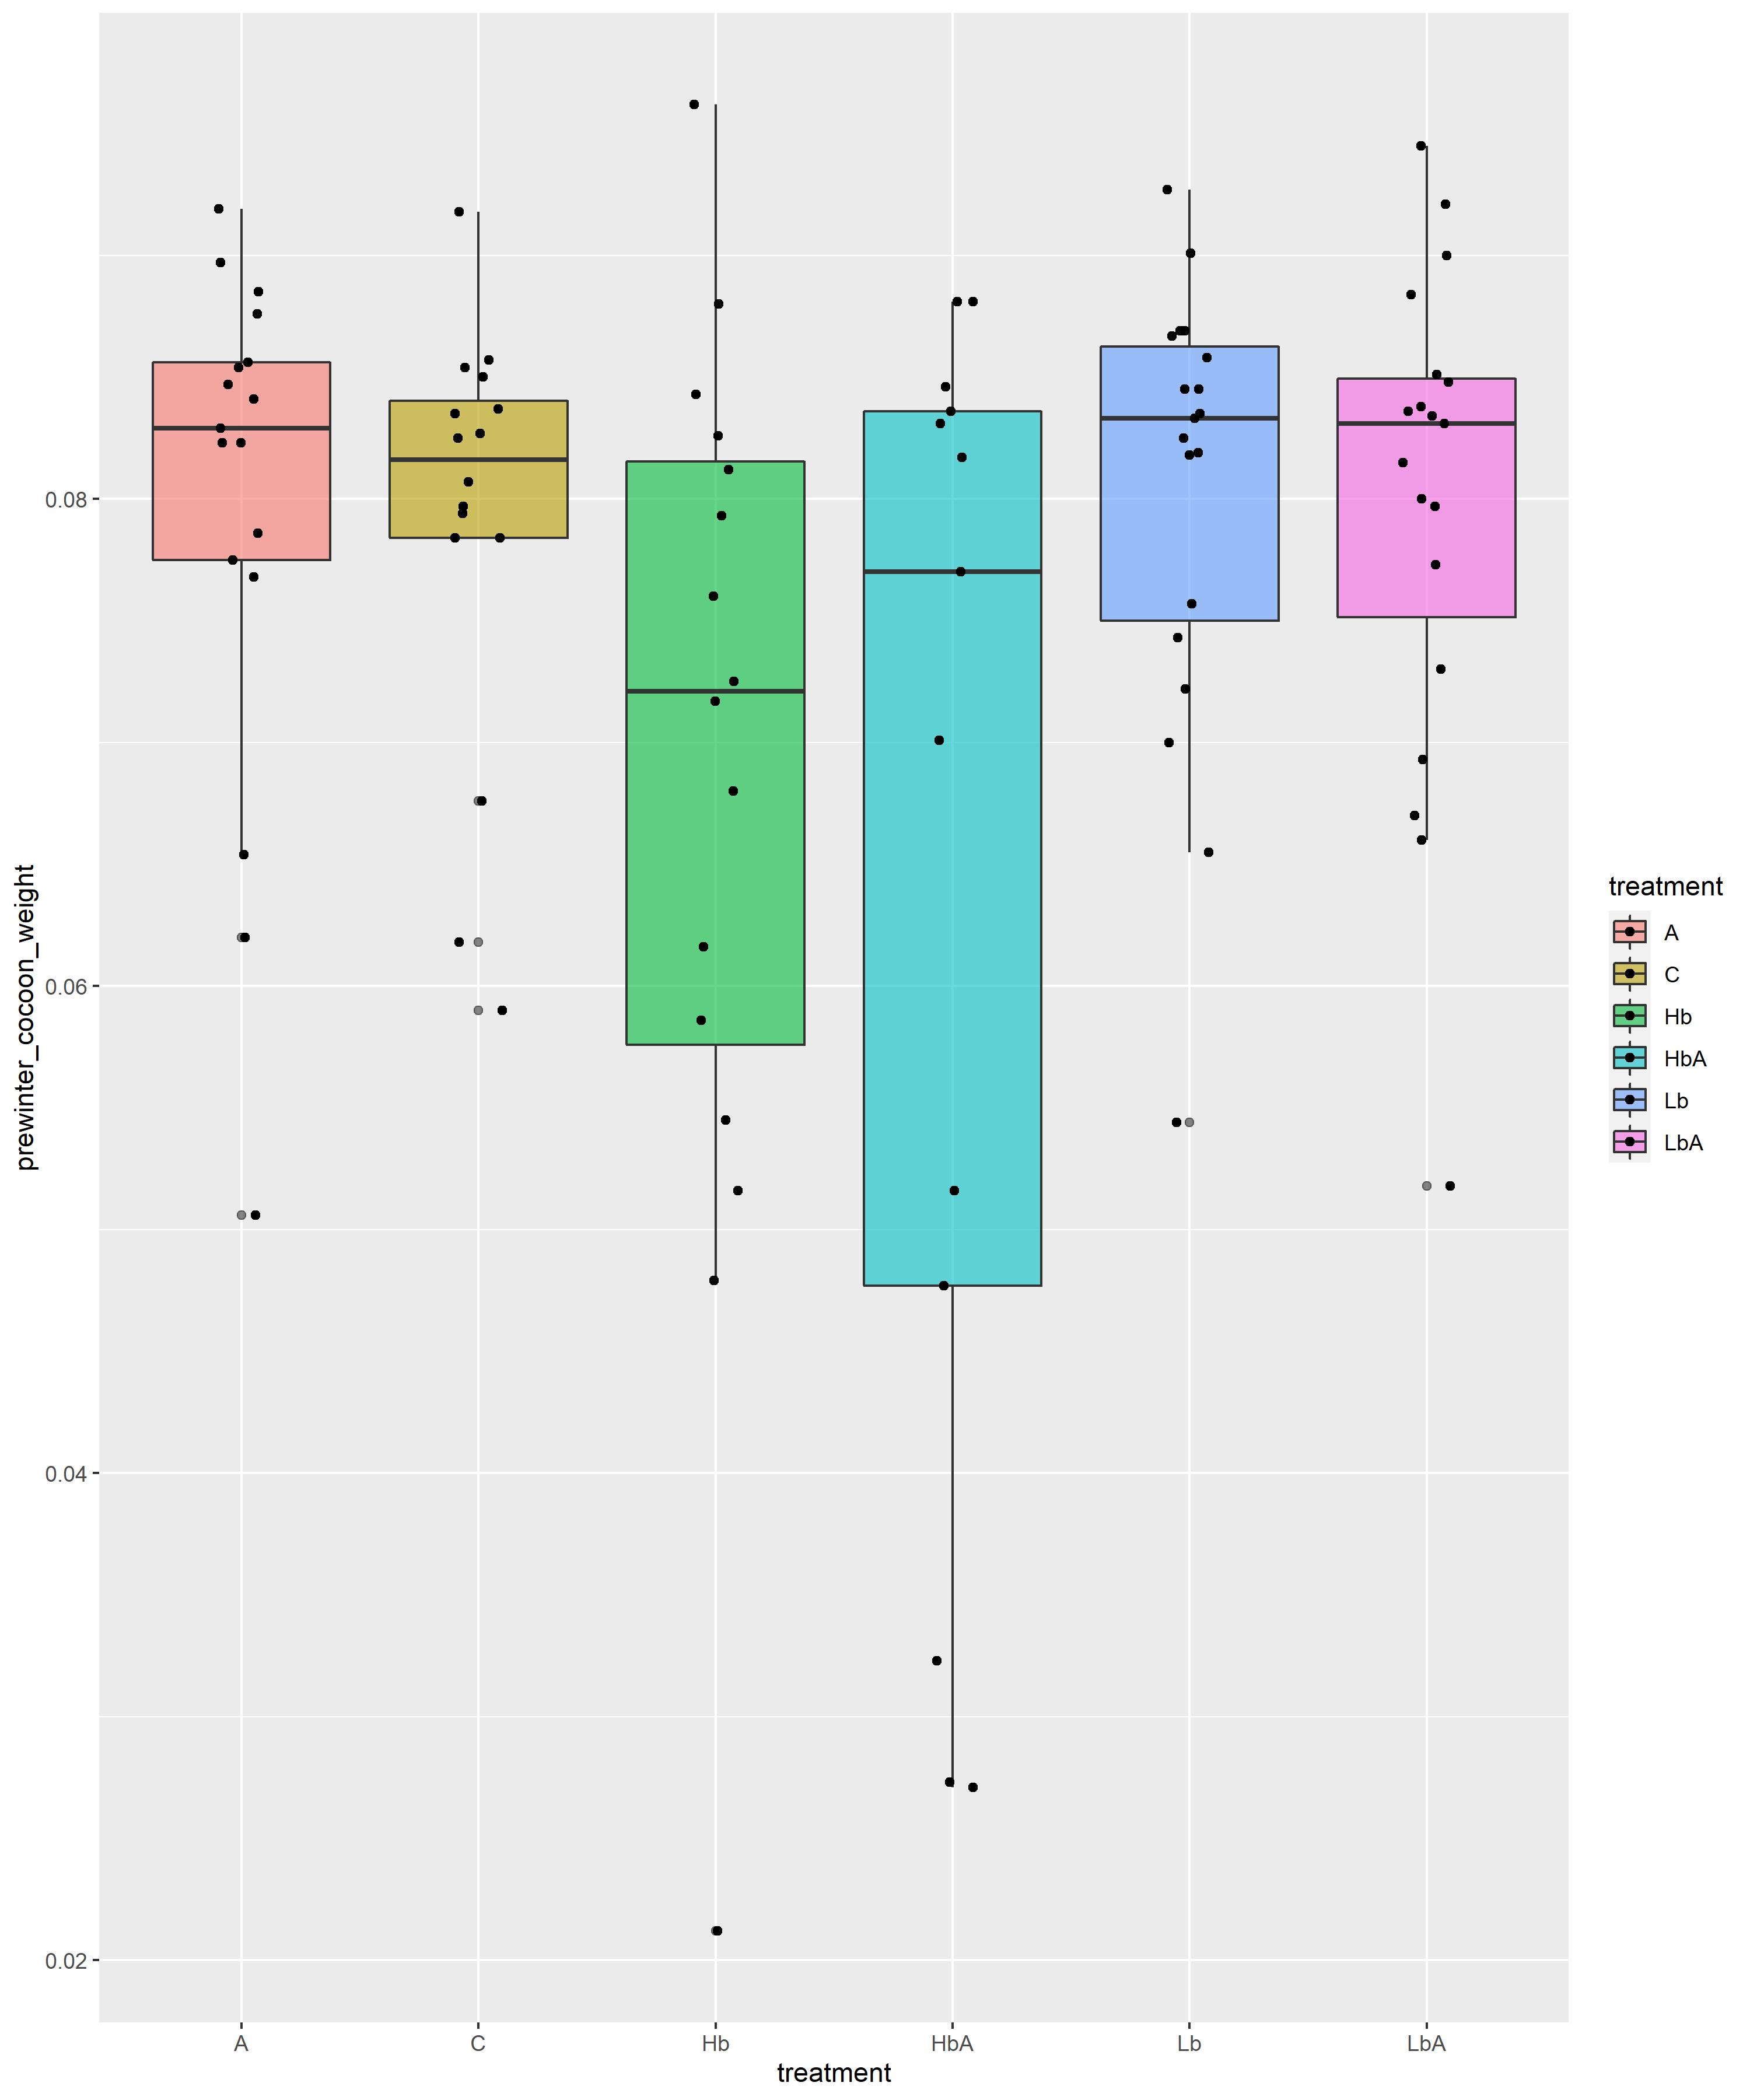 prewinter_cocoon_weight
0.08
0.06
0.04
0.02
A C Hb HbA Lb LbA
treatment
treatment
A
C
Hb
HbA
Lb
LbA